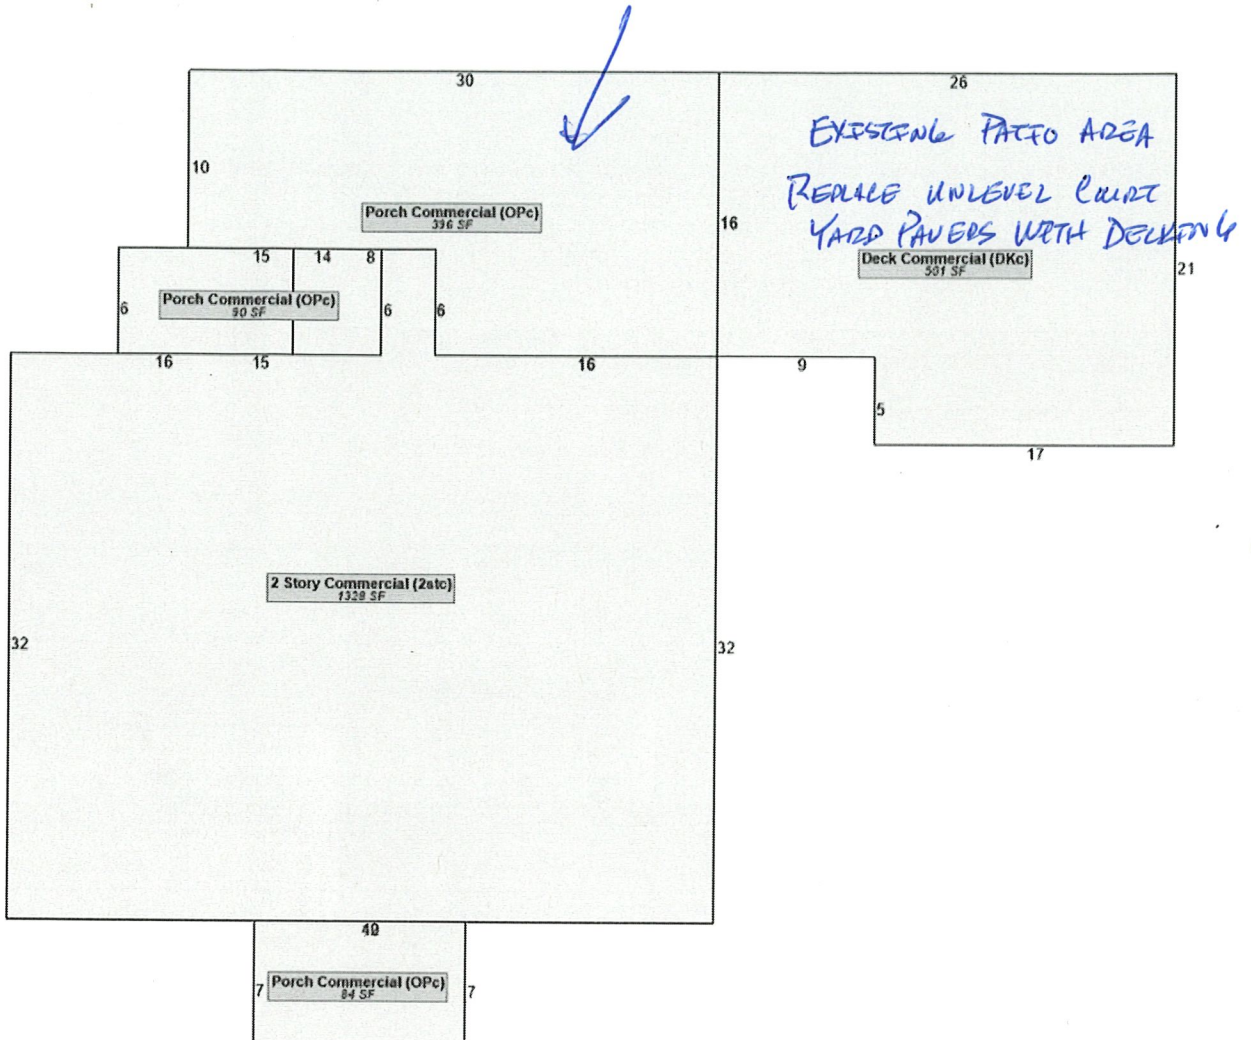 30
26
EXISTING PATIO AREA
10
REPLACE UNLEVEL COURT
Porch Commercial (OPc)
396 SF
16
YARD PAVERS WITH DECKING
15
14
8
Deck Commercial (DKc)
501 SF
21
6
Porch Commercial (OPc)
90 SF
6
6
16
15
16
9
5
17
2 Story Commercial (2stc)
1328 SF
32
32
Porch Commercial (OPc)
84 SF
7
7